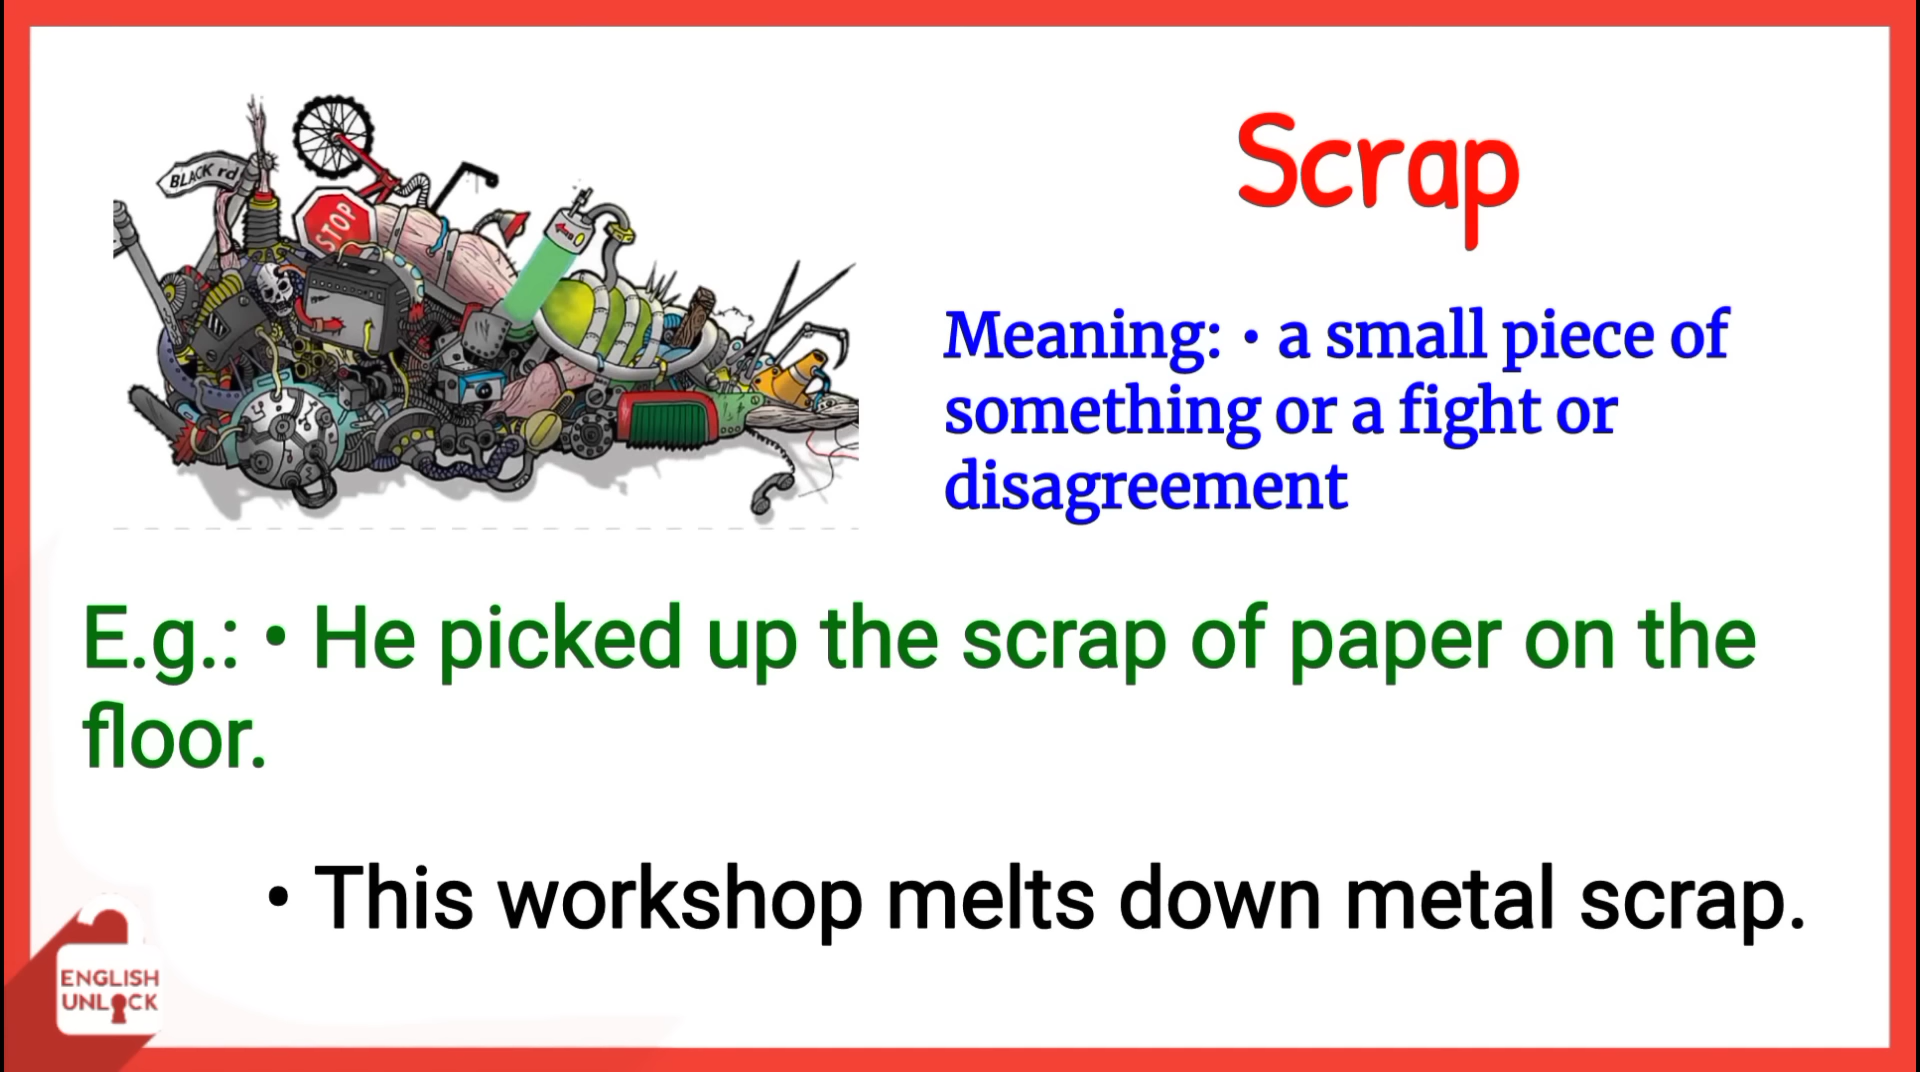 Scrap
BLACK rd
STOP
Meaning: • a small piece of
something or a fight or
disagreement
E.g.: • He picked up the scrap of paper on the
floor.
• This workshop melts down metal scrap.
ENGLISH
UNLOCK